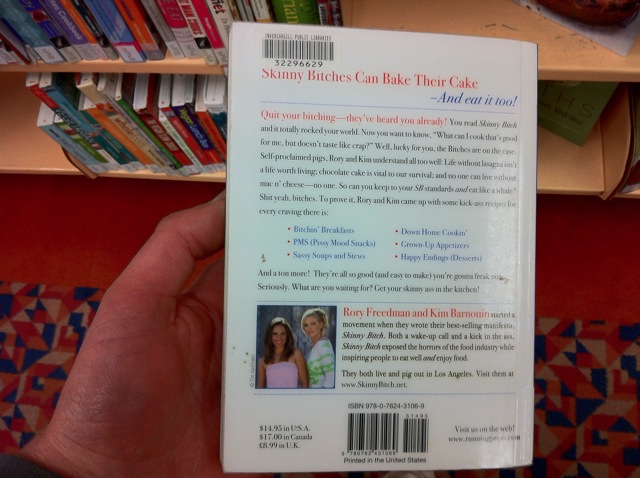 INVERCARGILL PUBLIC LIBRARIES
32296629
Skinny Bitches Can Bake Their Cake
–And eat it too!
Quit your bitching—they've heard you already! You read Skinny Bitch
and it totally rocked your world. Now you want to know, "What can I cook that's good
for me, but doesn't taste like crap?" Well, lucky for you, the Bitches are on the case.
Self-proclaimed pigs, Rory and Kim understand all too well: Life without lasagna isn't
a life worth living; chocolate cake is vital to our survival; and no one can live without
mac n' cheese—no one. So can you keep to your SB standards and eat like a whale?
Shit yeah, bitches. To prove it, Rory and Kim came up with some kick-ass recipes for
every craving there is:
• Bitchin' Breakfasts
• PMS (Pissy Mood Snacks)
• Sassy Soups and Stews
• Down Home Cookin'
• Grown-Up Appetizers
• Happy Endings (Desserts)
And a ton more! They're all so good (and easy to make) you're gonna freak out.
Seriously. What are you waiting for? Get your skinny ass in the kitchen!
Rory Freedman and Kim Barnouin started a
movement when they wrote their best-selling manifesto,
Skinny Bitch. Both a wake-up call and a kick in the ass,
Skinny Bitch exposed the horrors of the food industry while
inspiring people to eat well and enjoy food.
They both live and pig out in Los Angeles. Visit them at
www.SkinnyBitch.net.
ISBN 978-0-7624-3106-9
51495
9 780762 431069
Printed in the United States
$14.95 in U.S.A.
$17.00 in Canada
£8.99 in U.K.
Visit us on the web!
www.runningpress.com